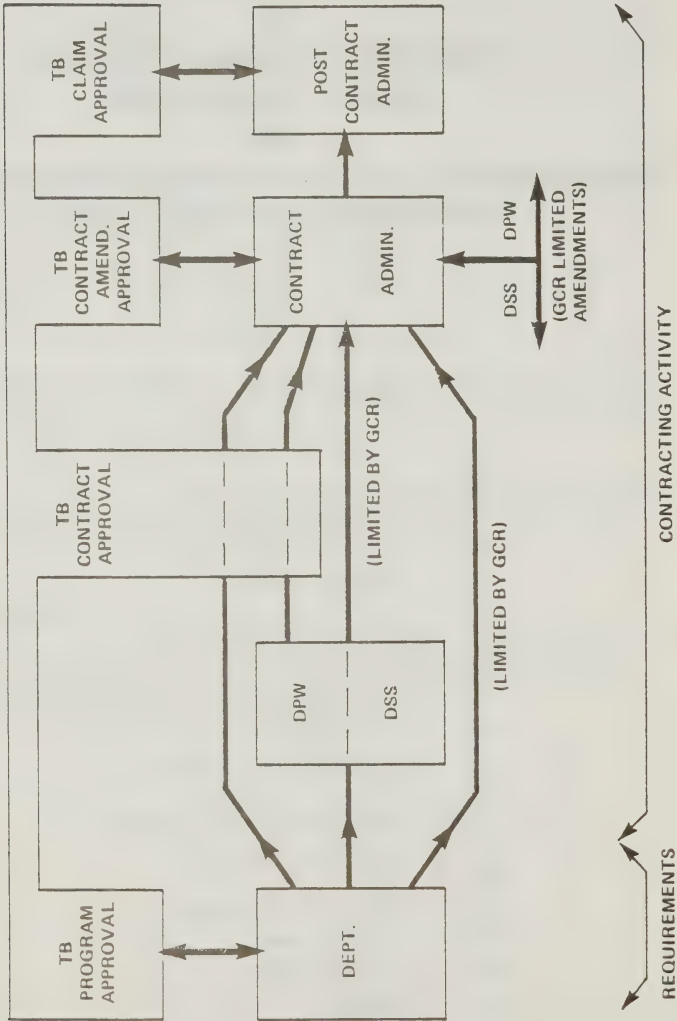 TB
PROGRAM
APPROVAL
TB
CONTRACT
APPROVAL
TB
CONTRACT
AMEND.
APPROVAL
TB
CLAIM
APPROVAL
DEPT.
DPW
DSS
(LIMITED BY GCR)
(LIMITED BY GCR)
CONTRACT
ADMIN.
POST
CONTRACT
ADMIN.
DSS DPW
(GCR LIMITED
AMENDMENTS)
REQUIREMENTS
CONTRACTING ACTIVITY